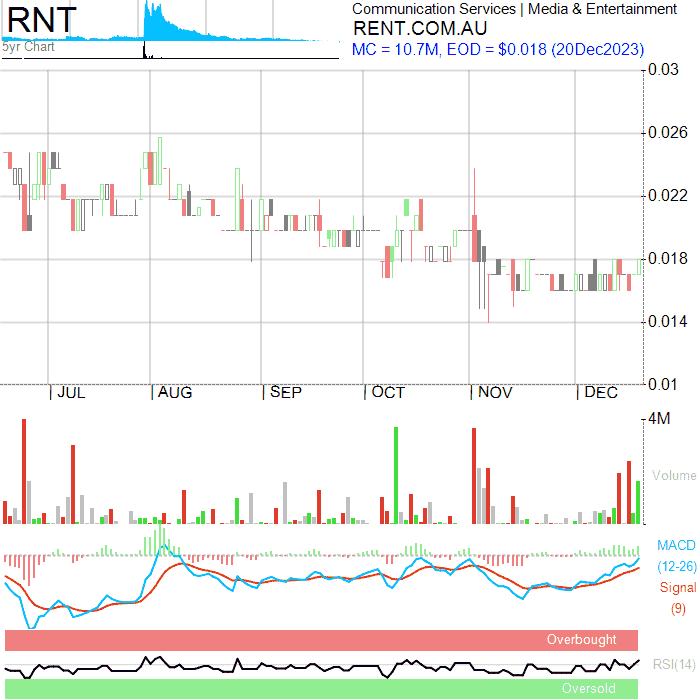 RNT
5yr Chart
Communication Services | Media & Entertainment
RENT.COM.AU
MC = 10.7M, EOD = $0.018 (20Dec2023)
0.03
0.026
0.022
0.018
0.014
0.01
| JUL | AUG | SEP | OCT | NOV | DEC
4M
Volume
MACD
(12-26)
Signal
(9)
Overbought
RSI(14)
Oversold